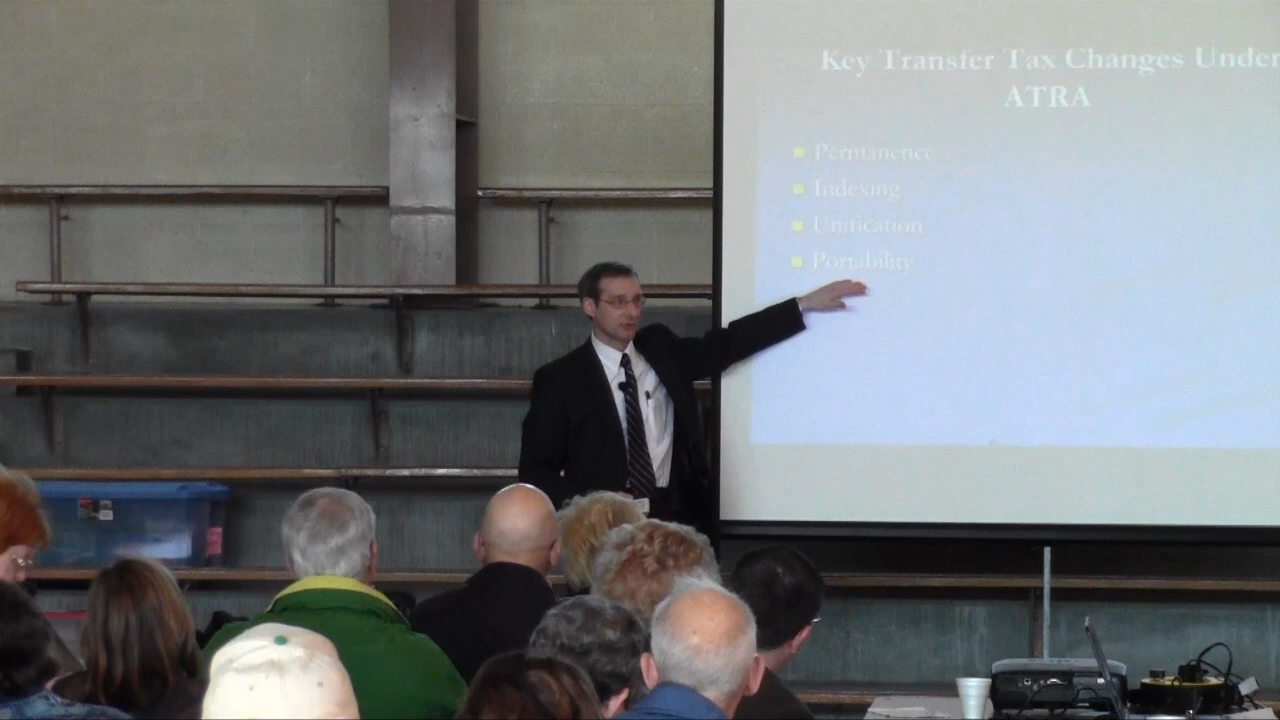 Key Transfer Tax Changes Under
ATRA
Permanence
Indexing
Unification
Portability